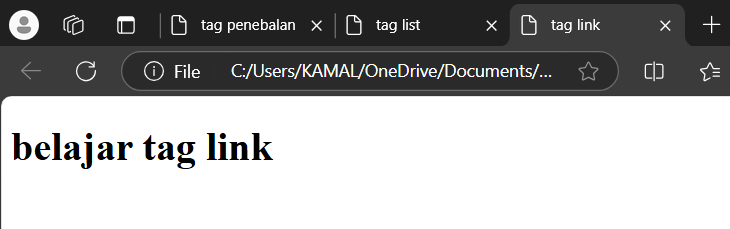 tag penebalan
tag list
tag link
File
C:/Users/KAMAL/OneDrive/Documents/...
belajar tag link